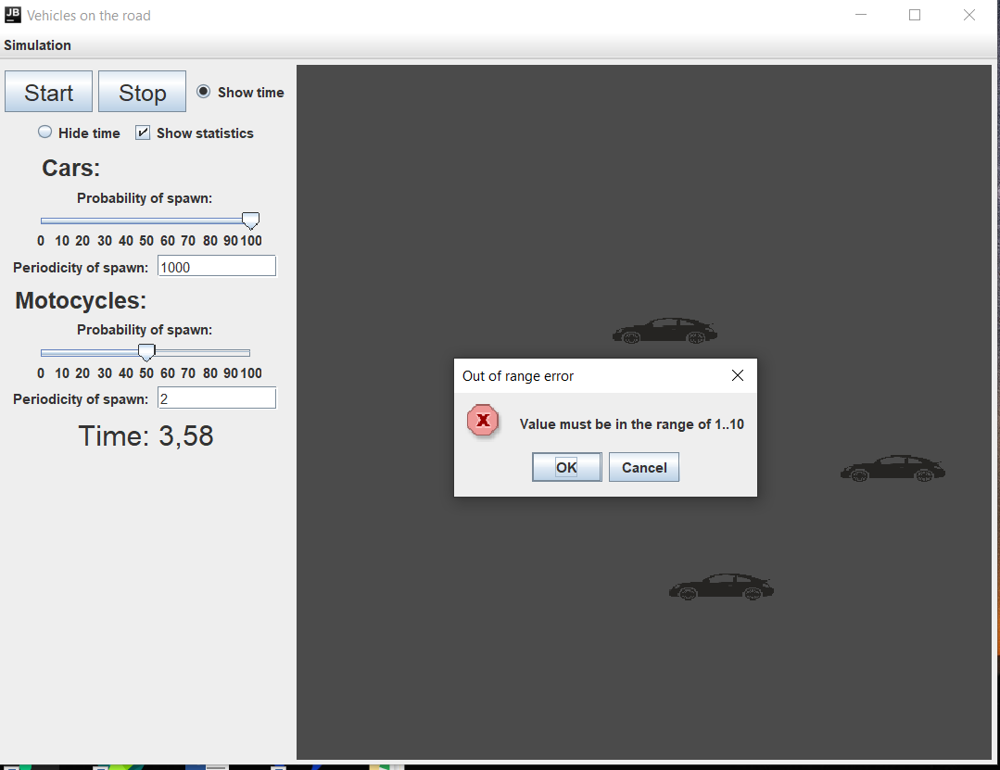 JB
Vehicles on the road
Simulation
Start Stop Show time
Hide time Show statistics
Cars:
Probability of spawn:
0 10 20 30 40 50 60 70 80 90 100
Periodicity of spawn: 1000
Motocycles:
Probability of spawn:
0 10 20 30 40 50 60 70 80 90 100
Periodicity of spawn: 2
Time: 3,58
Out of range error
Value must be in the range of 1..10
OK Cancel